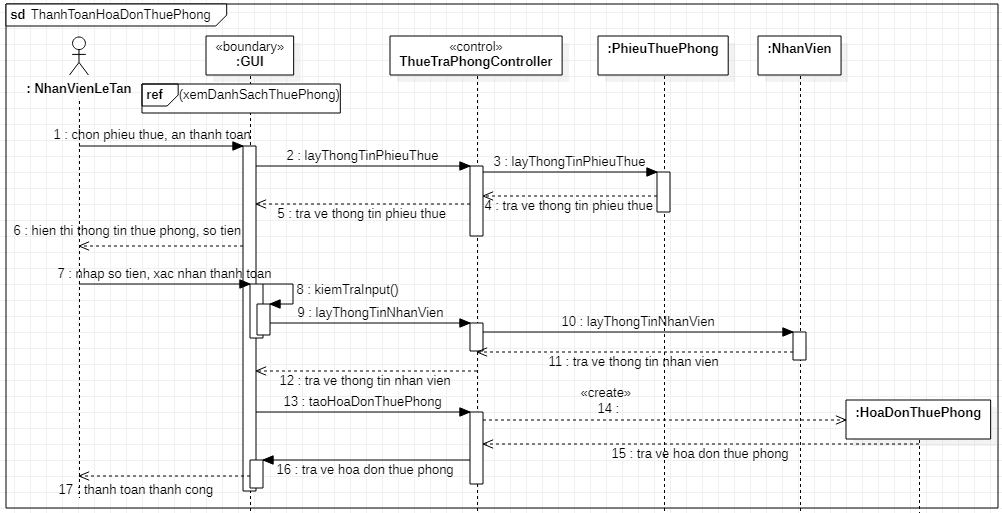 sd ThanhToanHoaDonThuePhong
«boundary»
:GUI
«control»
ThueTraPhongController
:PhieuThuePhong
:NhanVien
: NhanVienLeTan
ref (xemDanhSachThuePhong)
1 : chon phieu thue, an thanh toan
2 : layThongTinPhieuThue
3 : layThongTinPhieuThue
4 : tra ve thong tin phieu thue
5 : tra ve thong tin phieu thue
6 : hien thi thong tin thue phong, so tien
7 : nhap so tien, xac nhan thanh toan
8 : kiemTraInput()
9 : layThongTinNhanVien
10 : layThongTinNhanVien
11 : tra ve thong tin nhan vien
12 : tra ve thong tin nhan vien
13 : taoHoaDonThuePhong
«create»
14 :
:HoaDonThuePhong
15 : tra ve hoa don thue phong
16 : tra ve hoa don thue phong
17 : thanh toan thanh cong